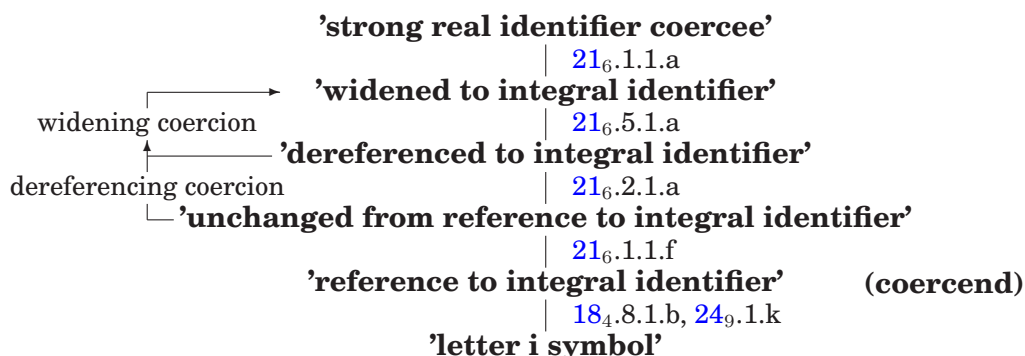 'strong real identifier coercee'
21₆.1.1.a
'widened to integral identifier'
widening coercion 21₆.5.1.a
'dereferenced to integral identifier'
dereferencing coercion 21₆.2.1.a
'unchanged from reference to integral identifier'
21₆.1.1.f
'reference to integral identifier' (coercend)
18₄.8.1.b, 24₉.1.k
'letter i symbol'